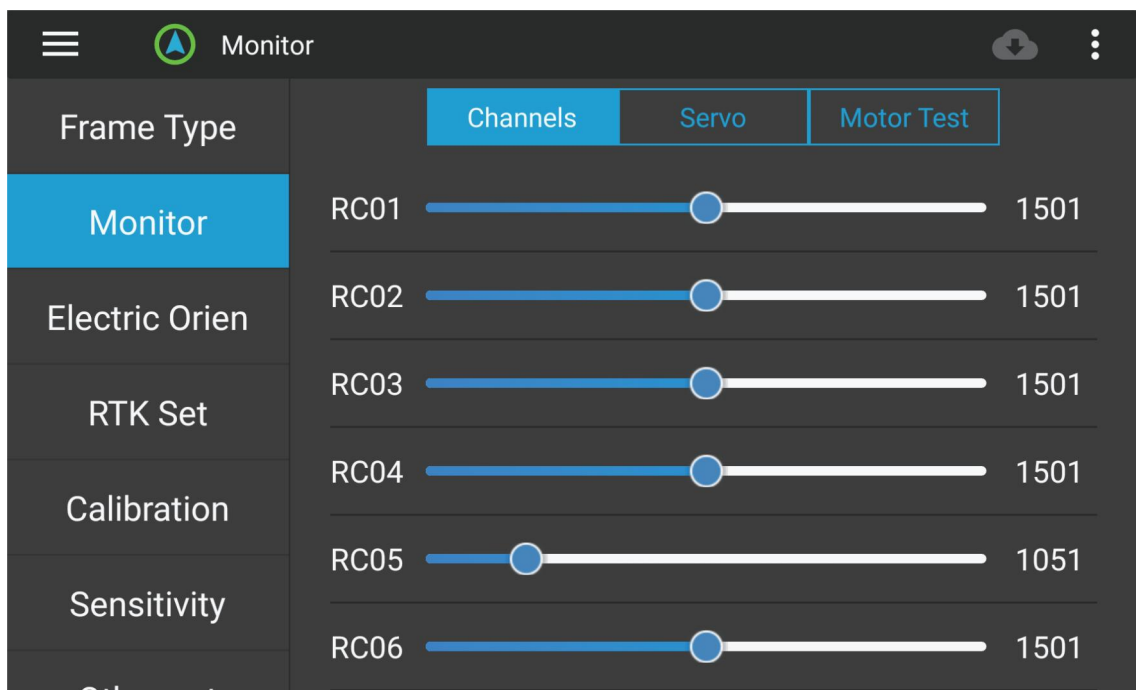 Monitor
Frame Type
Monitor
Electric Orien
RTK Set
Calibration
Sensitivity
Channels Servo Motor Test
RC01 1501
RC02 1501
RC03 1501
RC04 1501
RC05 1051
RC06 1501